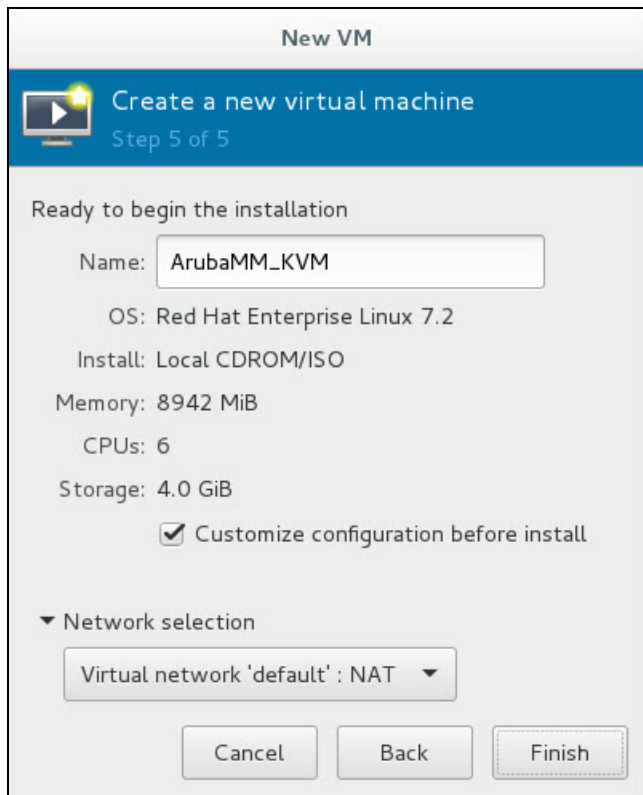 New VM
Create a new virtual machine
Step 5 of 5
Ready to begin the installation
Name: ArubaMM_KVM
OS: Red Hat Enterprise Linux 7.2
Install: Local CDROM/ISO
Memory: 8942 MiB
CPUs: 6
Storage: 4.0 GiB
Customize configuration before install
Network selection
Virtual network 'default' : NAT
Cancel Back Finish